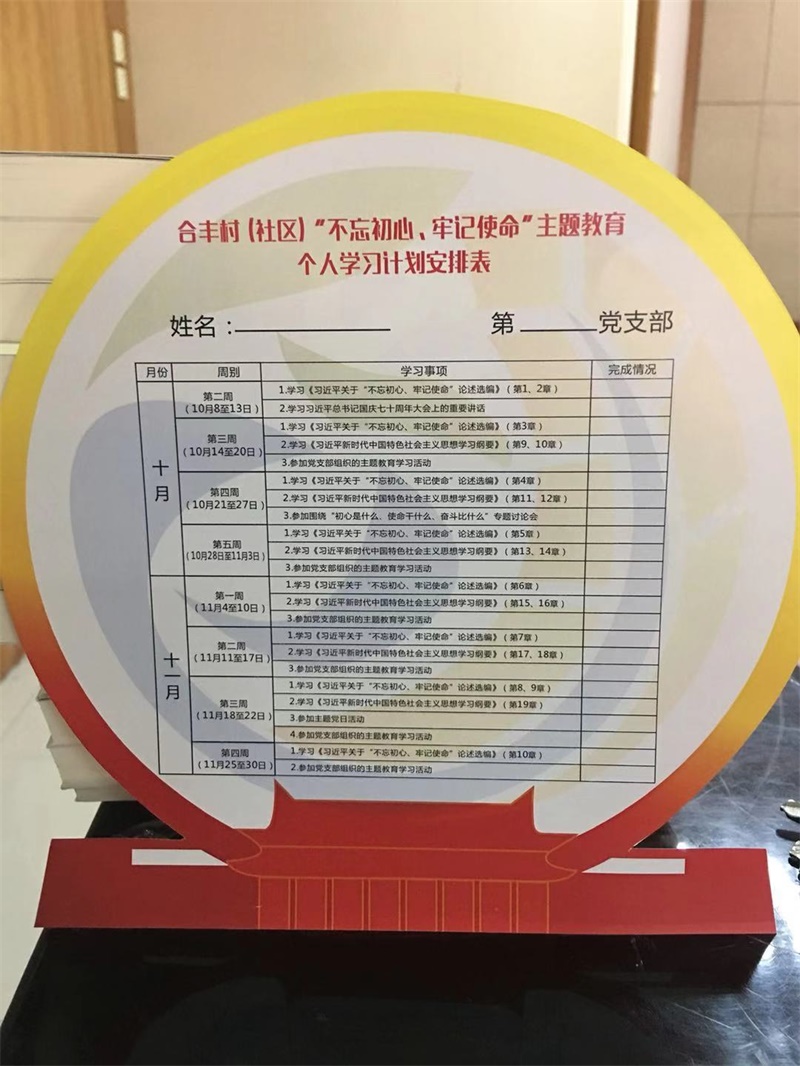 合丰村（社区）“不忘初心、牢记使命”主题教育
个人学习计划安排表
姓名： 第 党支部
月份 周别 学习事项 完成情况
十月
第二周
（10月8至13日）
1.学习《习近平关于“不忘初心、牢记使命”论述选编》（第1、2章）
2.学习习近平总书记国庆七十周年大会上的重要讲话
第三周
（10月14至20日）
1.学习《习近平关于“不忘初心、牢记使命”论述选编》（第3章）
2.学习《习近平新时代中国特色社会主义思想学习纲要》（第9、10章）
3.参加党支部组织的主题教育学习活动
第四周
（10月21至27日）
1.学习《习近平关于“不忘初心、牢记使命”论述选编》（第4章）
2.学习《习近平新时代中国特色社会主义思想学习纲要》（第11、12章）
3.参加围绕“初心是什么、使命干什么、奋斗比什么”专题讨论会
第五周
（10月28日至11月3日）
1.学习《习近平关于“不忘初心、牢记使命”论述选编》（第5章）
2.学习《习近平新时代中国特色社会主义思想学习纲要》（第13、14章）
3.参加党支部组织的主题教育学习活动
十一月
第一周
（11月4至10日）
1.学习《习近平关于“不忘初心、牢记使命”论述选编》（第6章）
2.学习《习近平新时代中国特色社会主义思想学习纲要》（第15、16章）
3.参加党支部组织的主题教育学习活动
第二周
（11月11至17日）
1.学习《习近平关于“不忘初心、牢记使命”论述选编》（第7章）
2.学习《习近平新时代中国特色社会主义思想学习纲要》（第17、18章）
3.参加党支部组织的主题教育学习活动
第三周
（11月18至22日）
1.学习《习近平关于“不忘初心、牢记使命”论述选编》（第8、9章）
2.学习《习近平新时代中国特色社会主义思想学习纲要》（第19章）
3.参加主题党日活动
4.参加党支部组织的主题教育学习活动
第四周
（11月25至30日）
1.学习《习近平关于“不忘初心、牢记使命”论述选编》（第10章）
2.参加党支部组织的主题教育学习活动